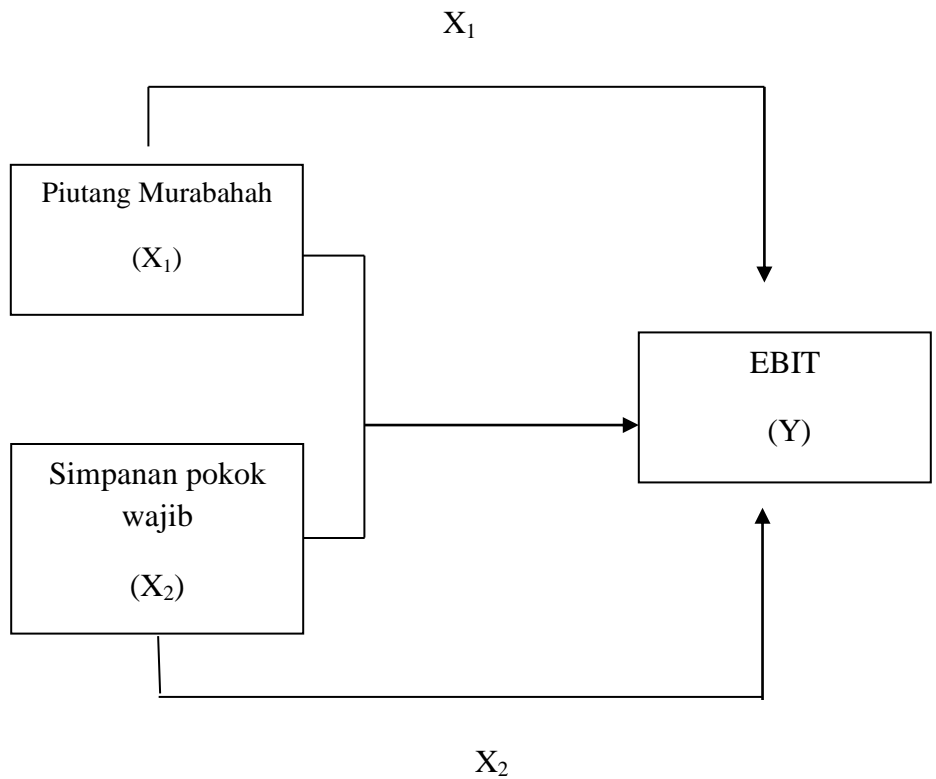 X₁
Piutang Murabahah
(X₁)
EBIT
(Y)
Simpanan pokok
wajib
(X₂)
X₂